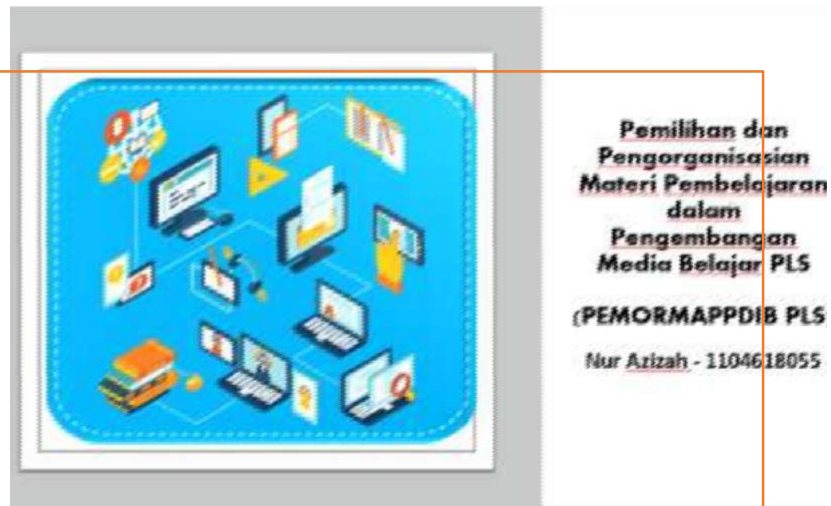 Pemilihan dan
Pengorganisasian
Materi Pembelajaran
dalam
Pengembangan
Media Belajar PLS
(PEMORMAPPDIB PLS
Nur Azizah - 1104618055